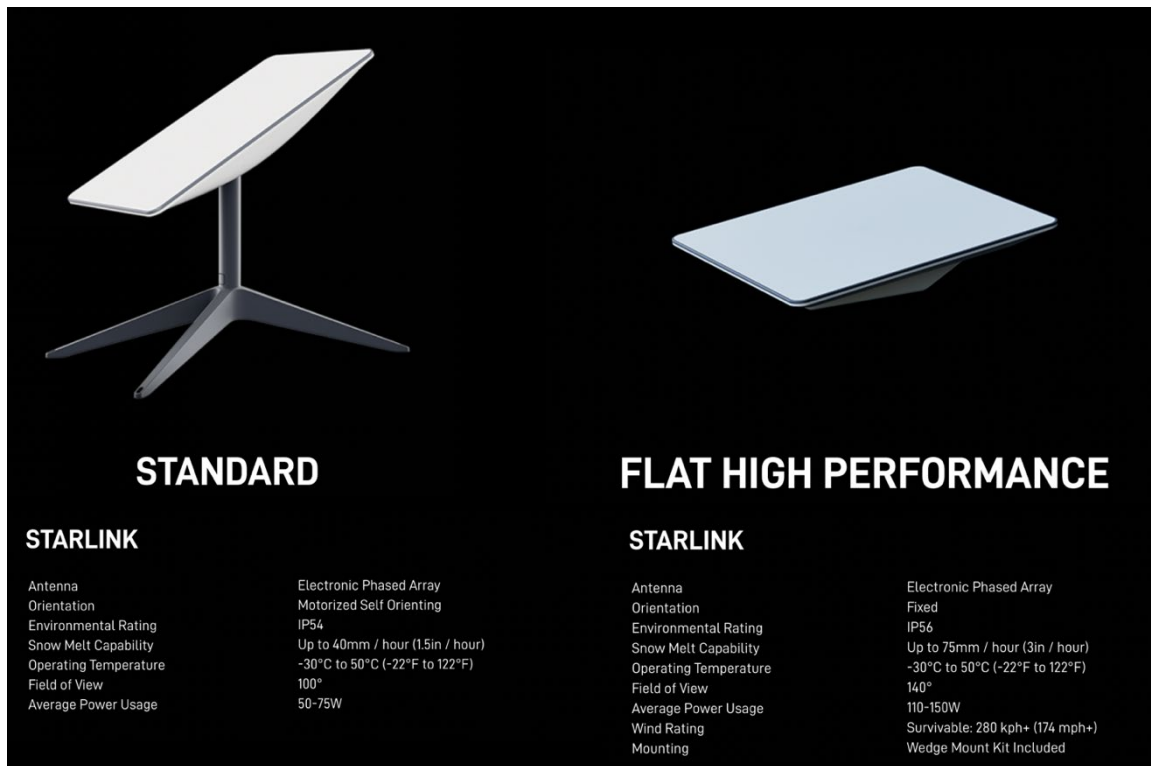 STANDARD
STARLINK
Antenna Electronic Phased Array
Orientation Motorized Self Orienting
Environmental Rating IP54
Snow Melt Capability Up to 40mm / hour (1.5in / hour)
Operating Temperature -30°C to 50°C (-22°F to 122°F)
Field of View 100°
Average Power Usage 50-75W
FLAT HIGH PERFORMANCE
STARLINK
Antenna Electronic Phased Array
Orientation Fixed
Environmental Rating IP56
Snow Melt Capability Up to 75mm / hour (3in / hour)
Operating Temperature -30°C to 50°C (-22°F to 122°F)
Field of View 140°
Average Power Usage 110-150W
Wind Rating Survivable: 280 kph+ (174 mph+)
Mounting Wedge Mount Kit Included